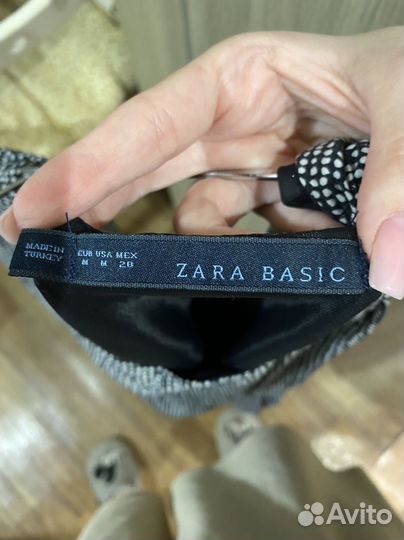 MADE IN
TURKEY
EUR USA MEX
M M 28
ZARA BASIC
Avito